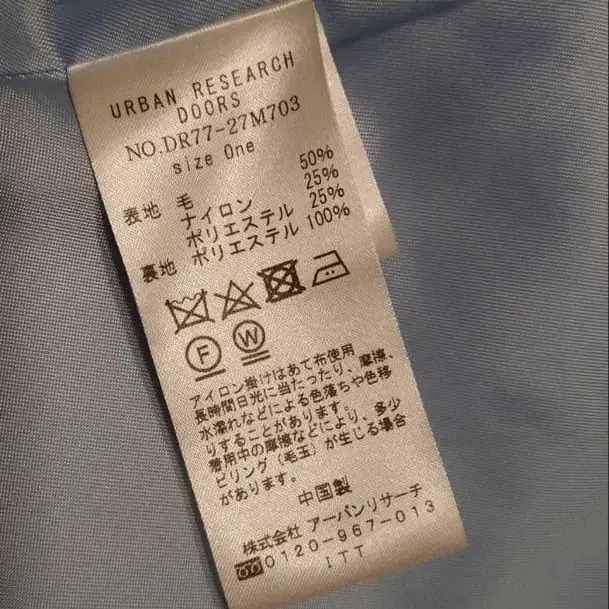 URBAN RESEARCH
DOORS
NO.DR77-27M703
size One
表地 毛 50%
ナイロン 25%
ポリエステル 25%
裏地 ポリエステル 100%
F W
アイロン掛けはあて布使用
長時間日光に当たったり、摩擦、
水濡れなどによる色落ちや色移
りすることがあります。
着用中の摩擦などにより、多少
ピリング(毛玉)が生じる場合
があります。
中国製
株式会社 アーバンリサーチ
0120-967-013
ITT